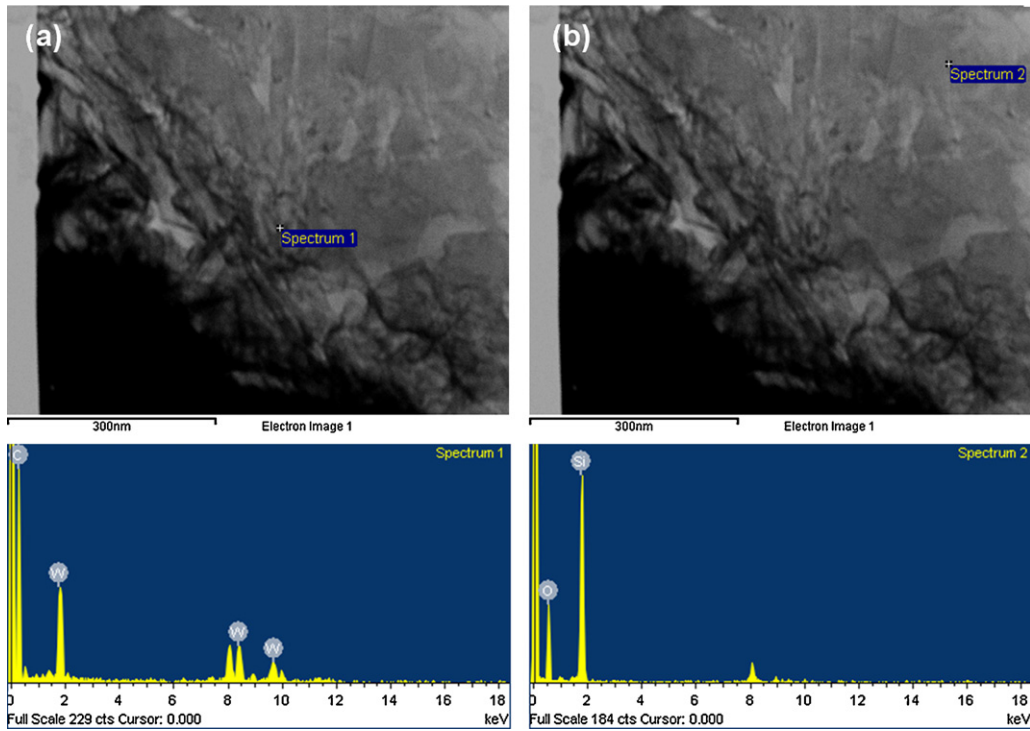 (a)
Spectrum 1
300nm
Electron Image 1
(b)
Spectrum 2
300nm
Electron Image 1
Spectrum 1
C
W
W
W
0 2 4 6 8 10 12 14 16 18
Full Scale 229 cts Cursor: 0.000
keV
Spectrum 2
O
Si
0 2 4 6 8 10 12 14 16 18
Full Scale 184 cts Cursor: 0.000
keV